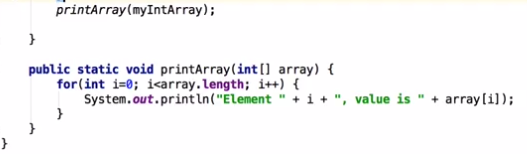 printArray(myIntArray);
}
public static void printArray(int[] array) {
for(int i=0; i<array.length; i++) {
System.out.println("Element " + i + ", value is " + array[i]);
}
}
}